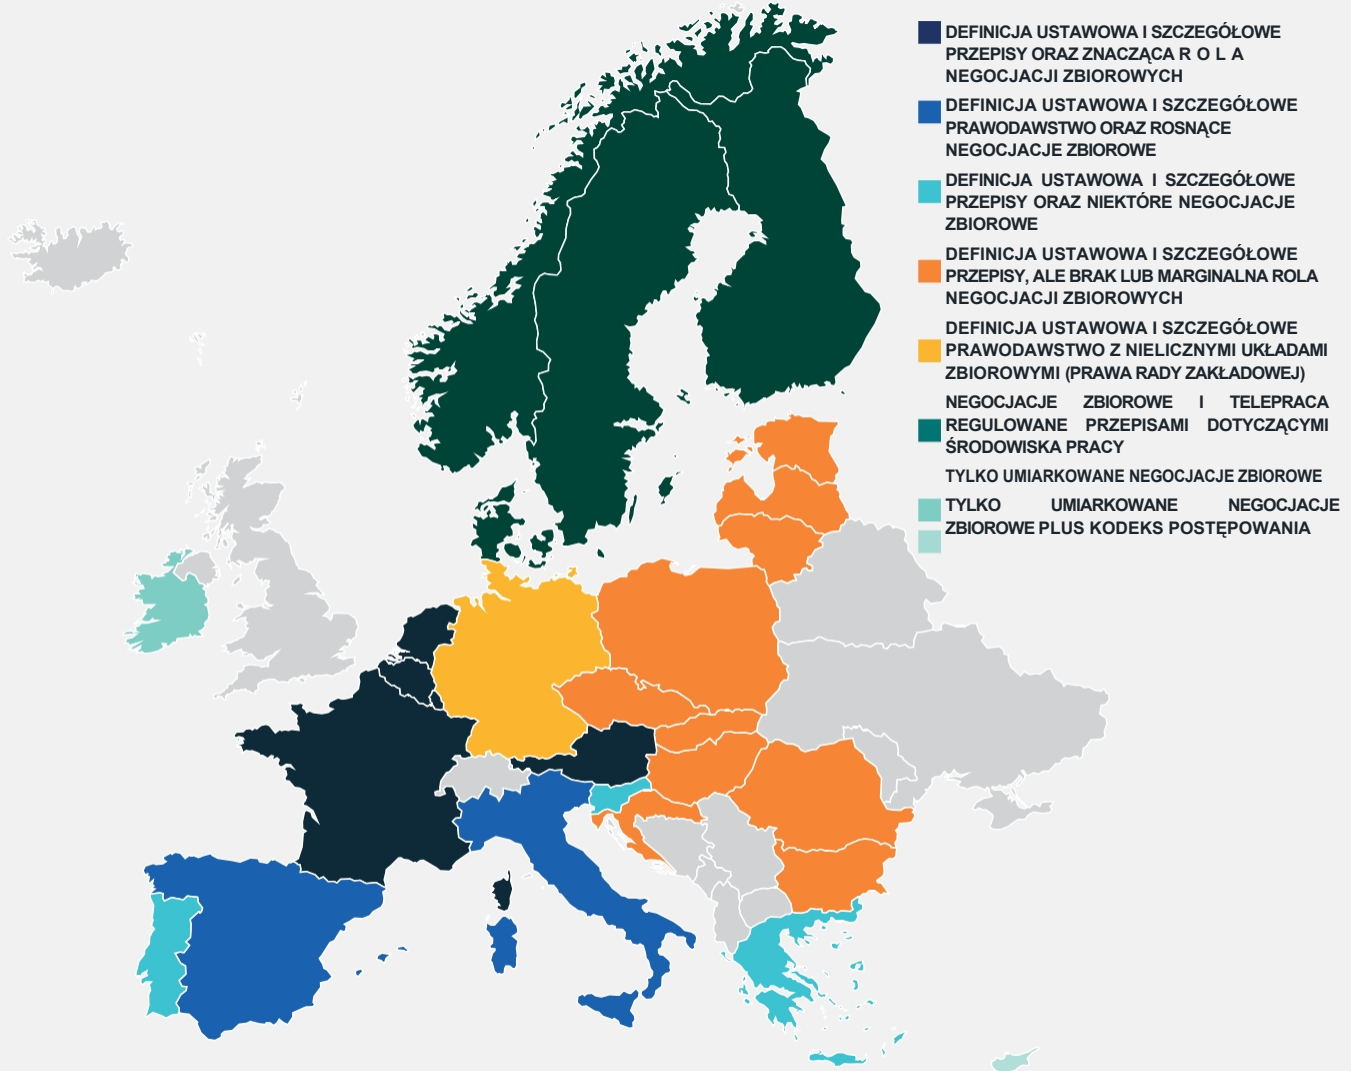 DEFINICJA USTAWOWA I SZCZEGÓŁOWE
PRZEPISY ORAZ ZNACZĄCA R O L A
NEGOCJACJI ZBIOROWYCH
DEFINICJA USTAWOWA I SZCZEGÓŁOWE
PRAWODAWSTWO ORAZ ROSNĄCE
NEGOCJACJE ZBIOROWE
DEFINICJA USTAWOWA I SZCZEGÓŁOWE
PRZEPISY ORAZ NIEKTÓRE NEGOCJACJE
ZBIOROWE
DEFINICJA USTAWOWA I SZCZEGÓŁOWE
PRZEPISY, ALE BRAK LUB MARGINALNA ROLA
NEGOCJACJI ZBIOROWYCH
DEFINICJA USTAWOWA I SZCZEGÓŁOWE
PRAWODAWSTWO Z NIELICZNYMI UKŁADAMI
ZBIOROWYMI (PRAWA RADY ZAKŁADOWEJ)
NEGOCJACJE ZBIOROWE I TELEPRACA
REGULOWANE PRZEPISAMI DOTYCZĄCYMI
ŚRODOWISKA PRACY
TYLKO UMIARKOWANE NEGOCJACJE ZBIOROWE
TYLKO UMIARKOWANE NEGOCJACJE
ZBIOROWE PLUS KODEKS POSTĘPOWANIA